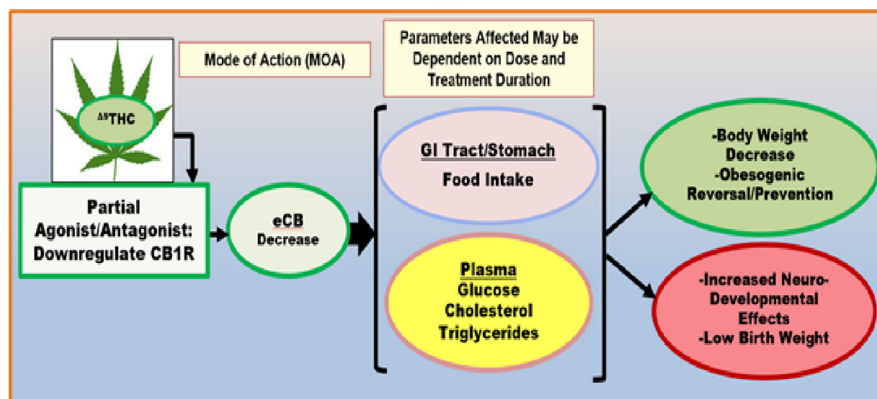 Mode of Action (MOA)
Parameters Affected May be
Dependent on Dose and
Treatment Duration
Δ9THC
Partial
Agonist/Antagonist:
Downregulate CB1R
eCB
Decrease
GI Tract/Stomach
Food Intake
Plasma
Glucose
Cholesterol
Triglycerides
-Body Weight
Decrease
-Obesogenic
Reversal/Prevention
-Increased Neuro-
Developmental
Effects
-Low Birth Weight